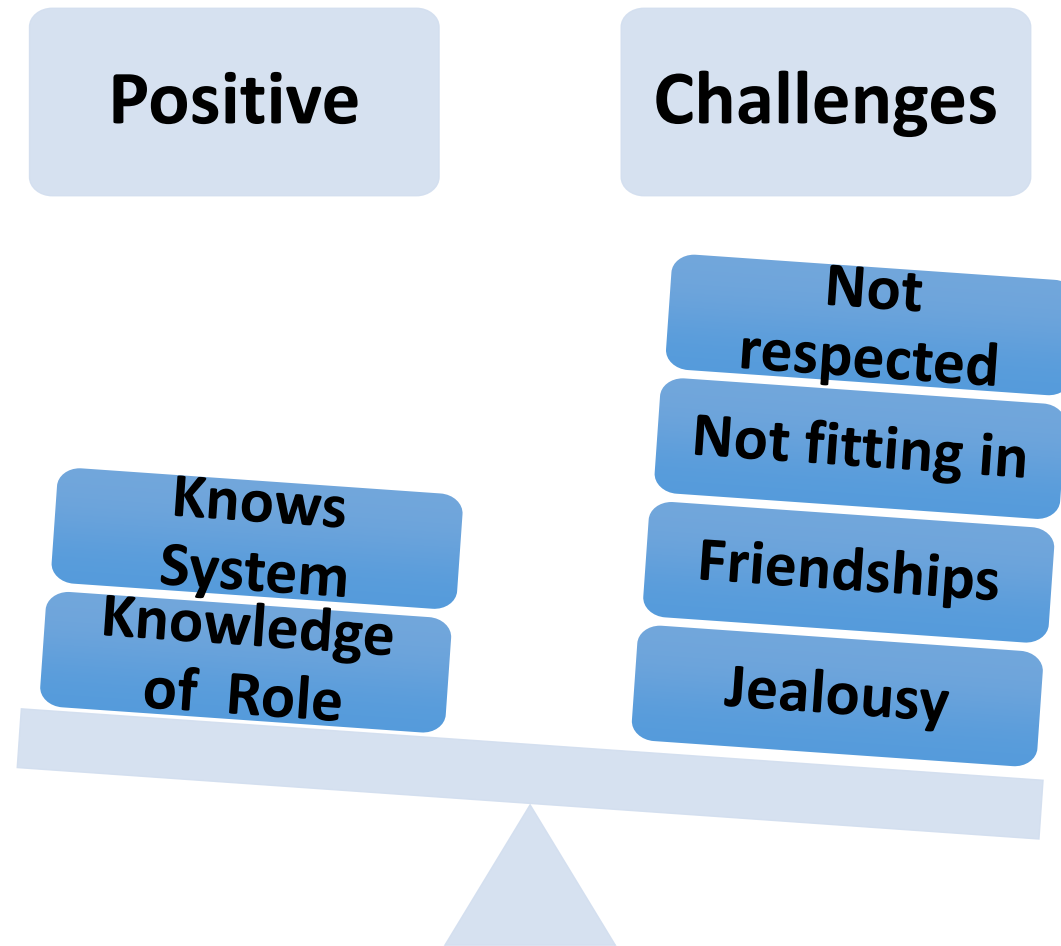 Positive
Challenges
Knows
System
Knowledge
of Role
Not
respected
Not fitting in
Friendships
Jealousy